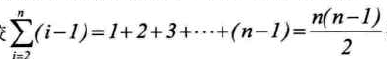 \sum_{i=2}^{n}(i-1)=1+2+3+\cdots+(n-1)=\frac{n(n-1)}{2}